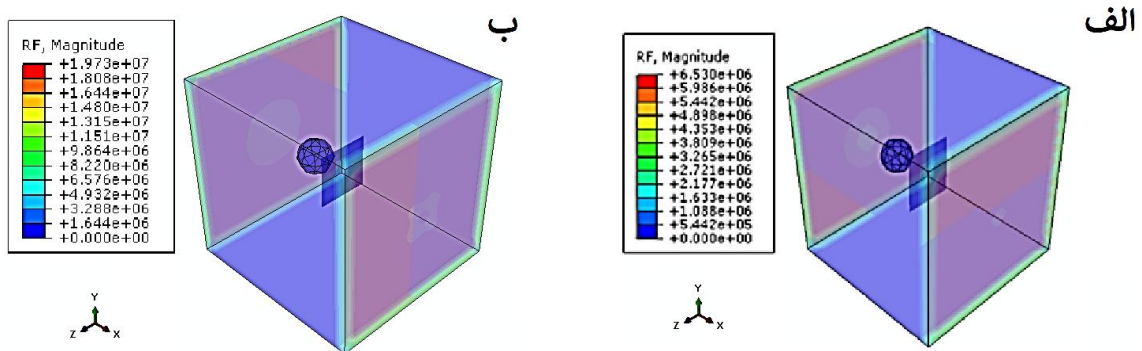 ب
RF, Magnitude
+1.973e+07
+1.808e+07
+1.644e+07
+1.480e+07
+1.315e+07
+1.151e+07
+9.864e+06
+8.220e+06
+6.576e+06
+4.932e+06
+3.288e+06
+1.644e+06
+0.000e+00
Y
Z
X
الف
RF, Magnitude
+6.530e+06
+5.986e+06
+5.442e+06
+4.898e+06
+4.353e+06
+3.809e+06
+3.265e+06
+2.721e+06
+2.177e+06
+1.633e+06
+1.088e+06
+5.442e+05
+0.000e+00
Y
Z
X